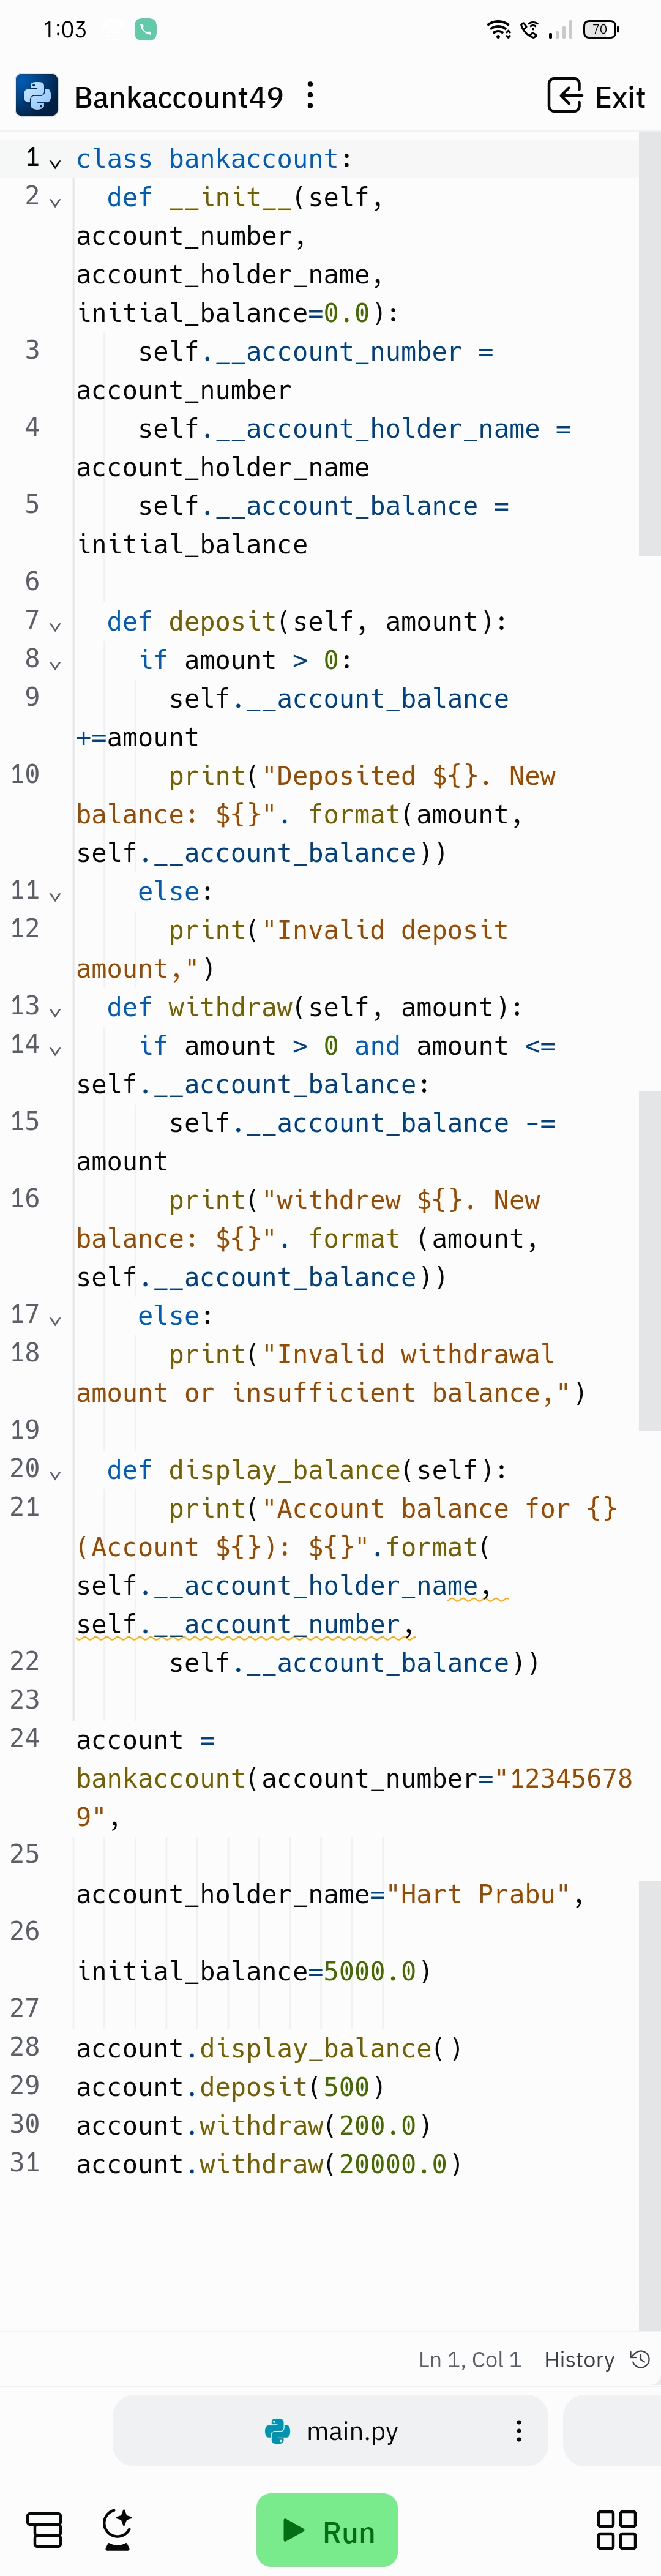 1:03
70
Bankaccount49
Exit
1 class bankaccount:
2 def __init__(self,
account_number,
account_holder_name,
initial_balance=0.0):
3 self.__account_number =
account_number
4 self.__account_holder_name =
account_holder_name
5 self.__account_balance =
initial_balance
6
7 def deposit(self, amount):
8 if amount > 0:
9 self.__account_balance
+=amount
10 print("Deposited ${}. New
balance: ${}". format(amount,
self.__account_balance))
11 else:
12 print("Invalid deposit
amount,")
13 def withdraw(self, amount):
14 if amount > 0 and amount <=
self.__account_balance:
15 self.__account_balance -=
amount
16 print("withdrew ${}. New
balance: ${}". format (amount,
self.__account_balance))
17 else:
18 print("Invalid withdrawal
amount or insufficient balance,")
19
20 def display_balance(self):
21 print("Account balance for {}
(Account ${}): ${}".format(
self.__account_holder_name,
self.__account_number,
22 self.__account_balance))
23
24 account =
bankaccount(account_number="12345678
9",
25
account_holder_name="Hart Prabu",
26
initial_balance=5000.0)
27
28 account.display_balance()
29 account.deposit(500)
30 account.withdraw(200.0)
31 account.withdraw(20000.0)
Ln 1, Col 1 History
main.py
Run